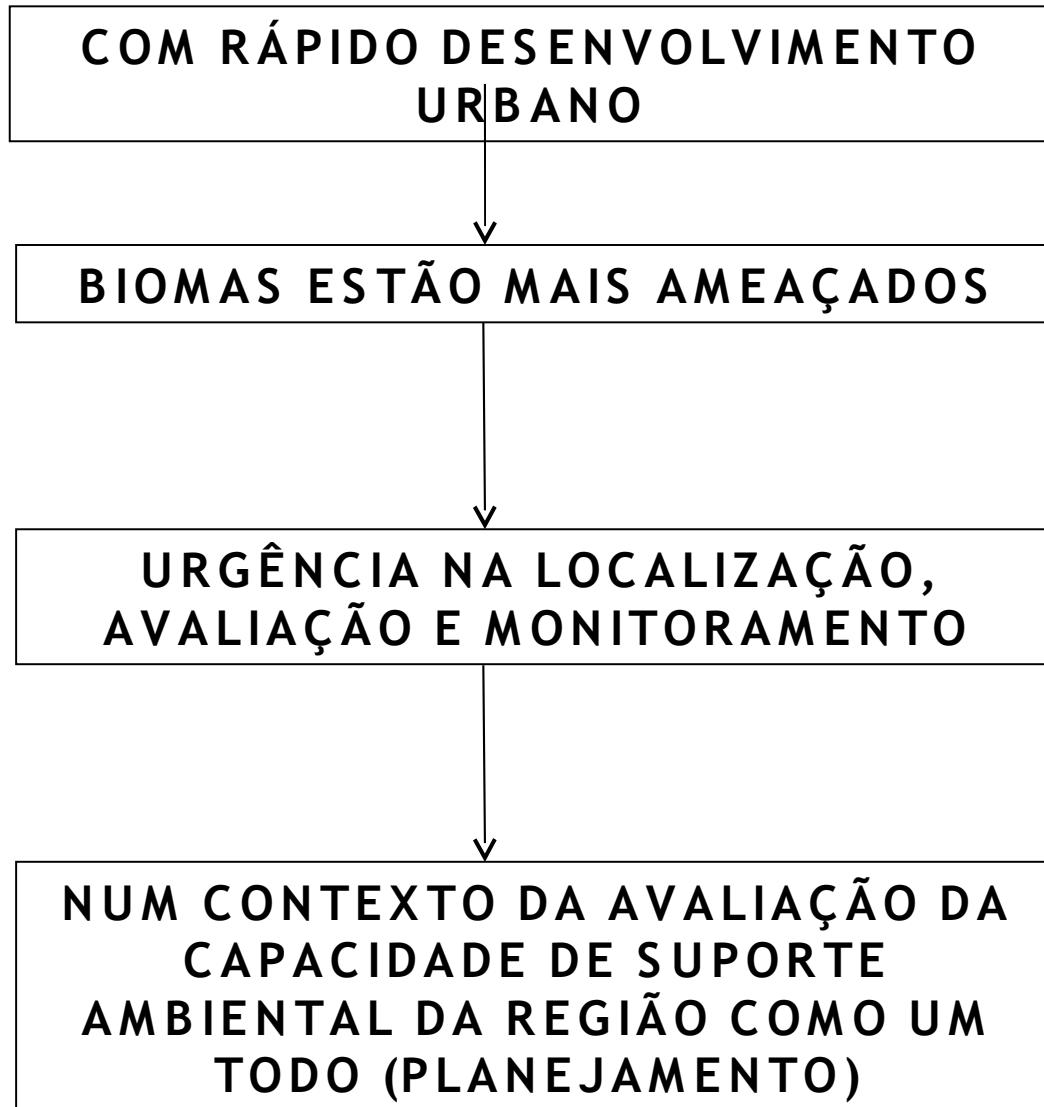 COM RÁPIDO DESENVOLVIMENTO
URBANO
BIOMAS ESTÃO MAIS AMEAÇADOS
URGÊNCIA NA LOCALIZAÇÃO,
AVALIAÇÃO E MONITORAMENTO
NUM CONTEXTO DA AVALIAÇÃO DA
CAPACIDADE DE SUPORTE
AMBIENTAL DA REGIÃO COMO UM
TODO (PLANEJAMENTO)